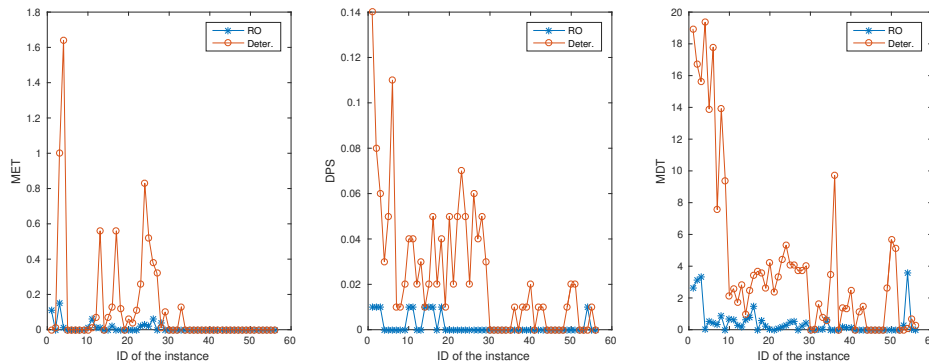 1.8
1.6
1.4
1.2
1
0.8
0.6
0.4
0.2
0
MET
0 10 20 30 40 50 60
ID of the instance
RO
Deter.
0.14
0.12
0.1
0.08
0.06
0.04
0.02
0
DPS
0 10 20 30 40 50 60
ID of the instance
RO
Deter.
20
18
16
14
12
10
8
6
4
2
0
MDT
0 10 20 30 40 50 60
ID of the instance
RO
Deter.